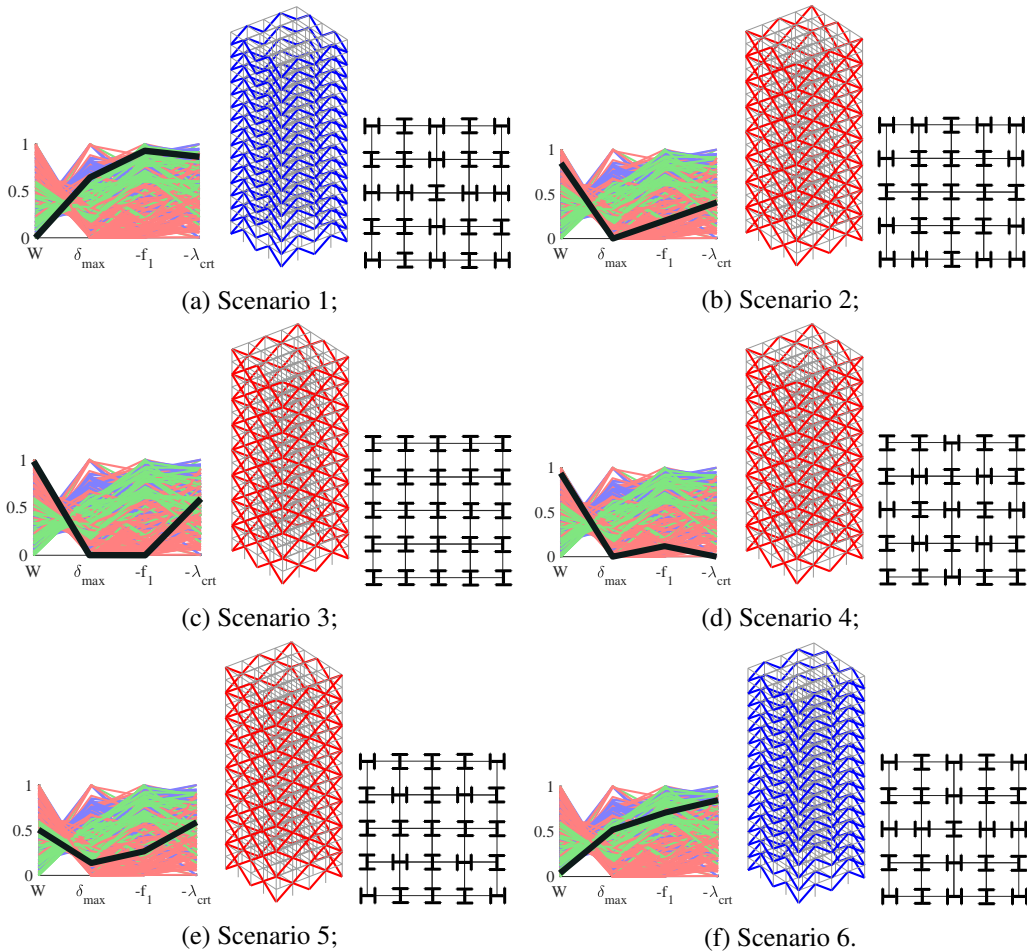 1
0.5
0
W δmax -f1 -λcrt
(a) Scenario 1;
1
0.5
0
W δmax -f1 -λcrt
(b) Scenario 2;
1
0.5
0
W δmax -f1 -λcrt
(c) Scenario 3;
1
0.5
0
W δmax -f1 -λcrt
(d) Scenario 4;
1
0.5
0
W δmax -f1 -λcrt
(e) Scenario 5;
1
0.5
0
W δmax -f1 -λcrt
(f) Scenario 6.